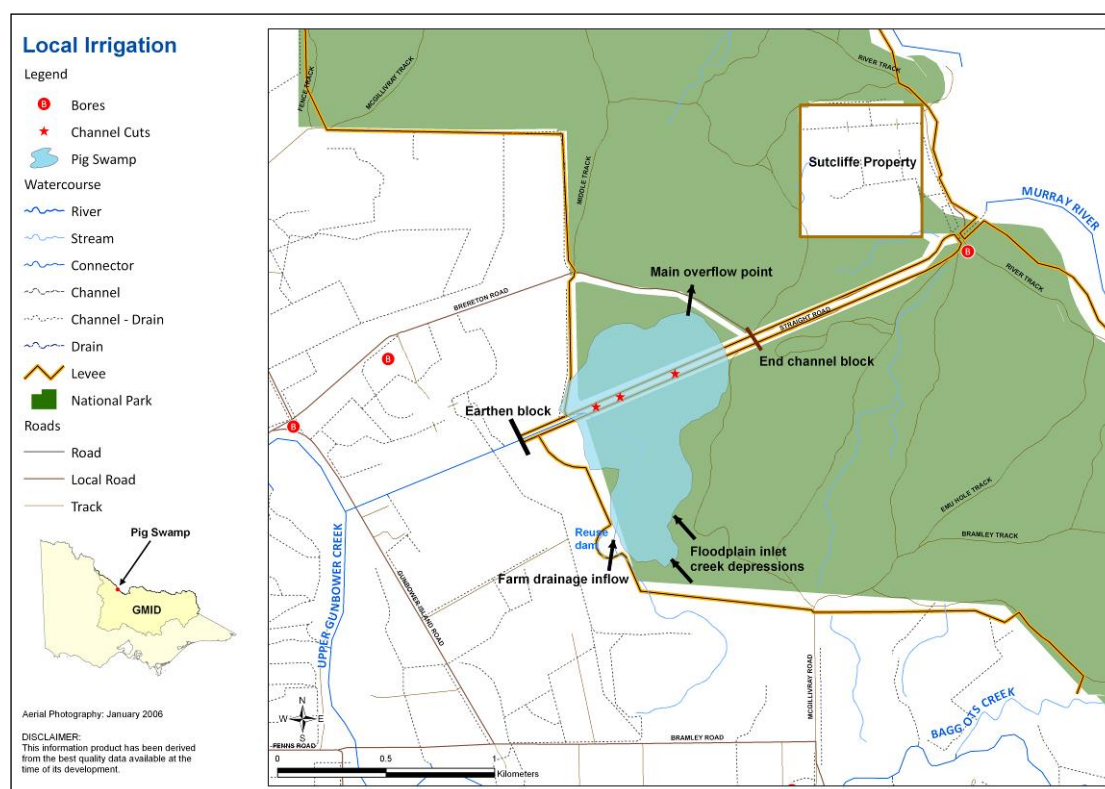 Local Irrigation
Legend
B
Bores
Channel Cuts
Pig Swamp
Watercourse
River
Stream
Connector
Channel
Channel - Drain
Drain
Levee
National Park
Roads
Road
Local Road
Track
Pig Swamp
GMID
Aerial Photography: January 2006
DISCLAIMER:
This information product has been derived
from the best quality data available at the
time of its development.
FENCE TRACK
MCGILLIVRAY TRACK
RIVER TRACK
MIDDLE TRACK
Sutcliffe Property
MURRAY RIVER
B
RIVER TRACK
Main overflow point
BRERETON ROAD
STRAIGHT ROAD
End channel block
B
Earthen block
B
EMU HOLE TRACK
BRAMLEY TRACK
Reuse
dam
Floodplain inlet
creek depressions
Farm drainage inflow
UPPER GUNBOWER CREEK
GUNBOWER ISLAND ROAD
MCGILLIVRAY ROAD
BAGGOTS CREEK
N
W E
S
FENNS ROAD
BRAMLEY ROAD
0 0.5 1
Kilometers